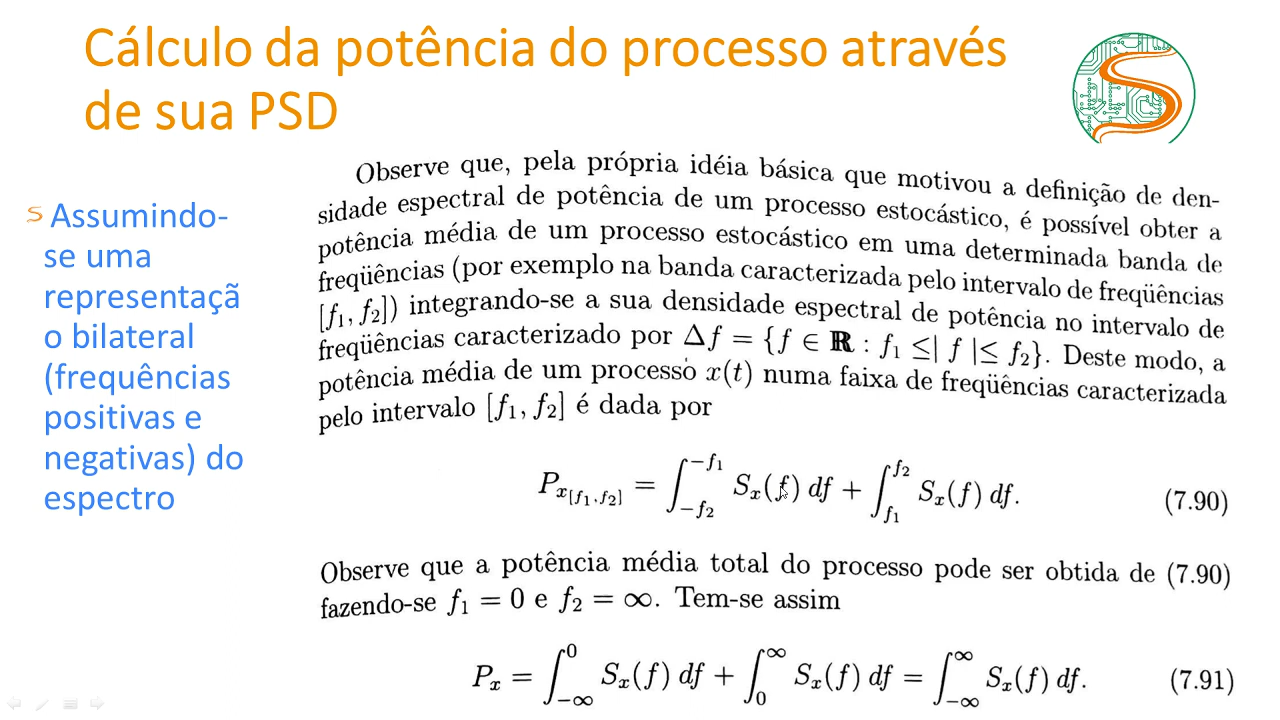 Cálculo da potência do processo através
de sua PSD
Assumindo-
se uma
representaçã
o bilateral
(frequências
positivas e
negativas) do
espectro
Observe que, pela própria idéia básica que motivou a definição de den-
sidade espectral de potência de um processo estocástico, é possível obter a
potência média de um processo estocástico em uma determinada banda de
freqüências (por exemplo na banda caracterizada pelo intervalo de freqüências
[f₁, f₂]) integrando-se a sua densidade espectral de potência no intervalo de
freqüências caracterizado por Δf = {f ∈ ℝ : f₁ ≤| f |≤ f₂}. Deste modo, a
potência média de um processo x(t) numa faixa de freqüências caracterizada
pelo intervalo [f₁, f₂] é dada por
P_{x[f₁,f₂]} = ∫_{-f₂}^{-f₁} Sₓ(f) df + ∫_{f₁}^{f₂} Sₓ(f) df. (7.90)
Observe que a potência média total do processo pode ser obtida de (7.90)
fazendo-se f₁ = 0 e f₂ = ∞. Tem-se assim
Pₓ = ∫_{-∞}^{0} Sₓ(f) df + ∫_{0}^{∞} Sₓ(f) df = ∫_{-∞}^{∞} Sₓ(f) df. (7.91)